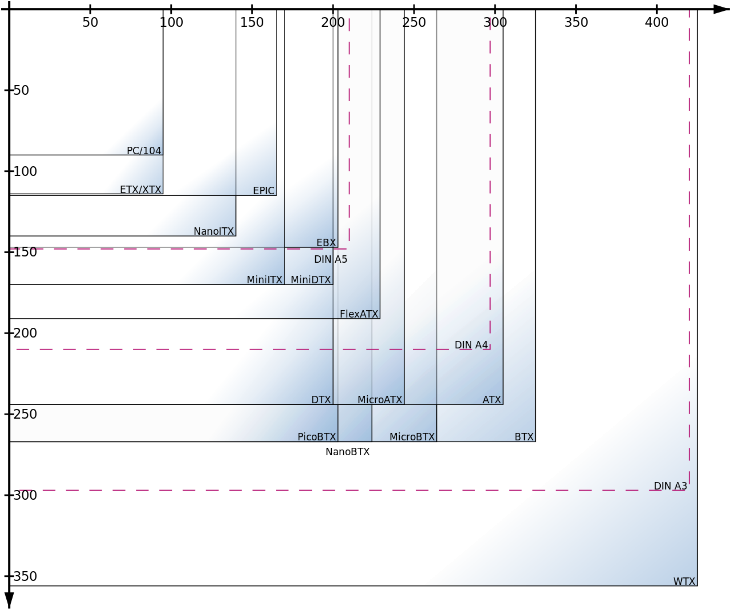 50 100 150 200 250 300 350 400
50
PC/104
100
ETX/XTX EPIC
NanoITX
EBX
150
DIN A5
MiniITX MiniDTX
FlexATX
200
DIN A4
DTX MicroATX ATX
250
PicoBTX MicroBTX BTX
NanoBTX
DIN A3
300
350
WTX